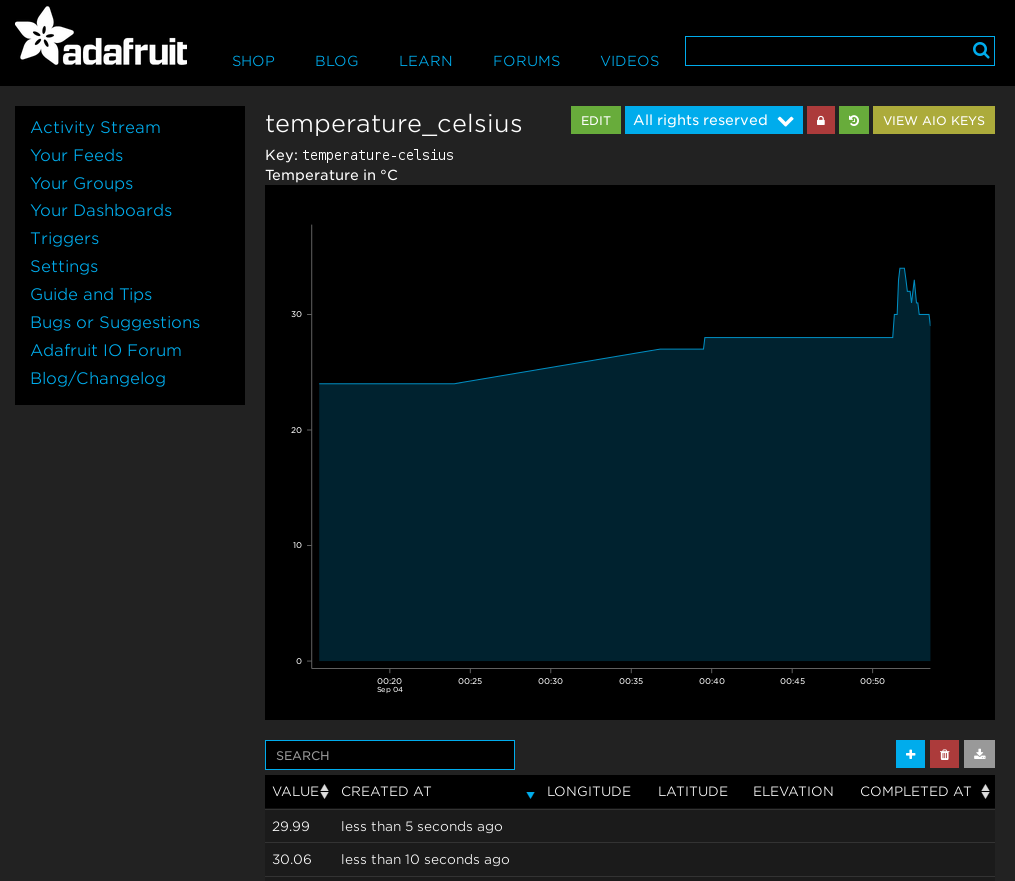 adafruit
SHOP BLOG LEARN FORUMS VIDEOS
Activity Stream
Your Feeds
Your Groups
Your Dashboards
Triggers
Settings
Guide and Tips
Bugs or Suggestions
Adafruit IO Forum
Blog/Changelog
temperature_celsius
EDIT All rights reserved VIEW AIO KEYS
Key: temperature-celsius
Temperature in °C
30
20
10
0
00:20 00:25 00:30 00:35 00:40 00:45 00:50
Sep 04
SEARCH
VALUE CREATED AT LONGITUDE LATITUDE ELEVATION COMPLETED AT
29.99 less than 5 seconds ago
30.06 less than 10 seconds ago